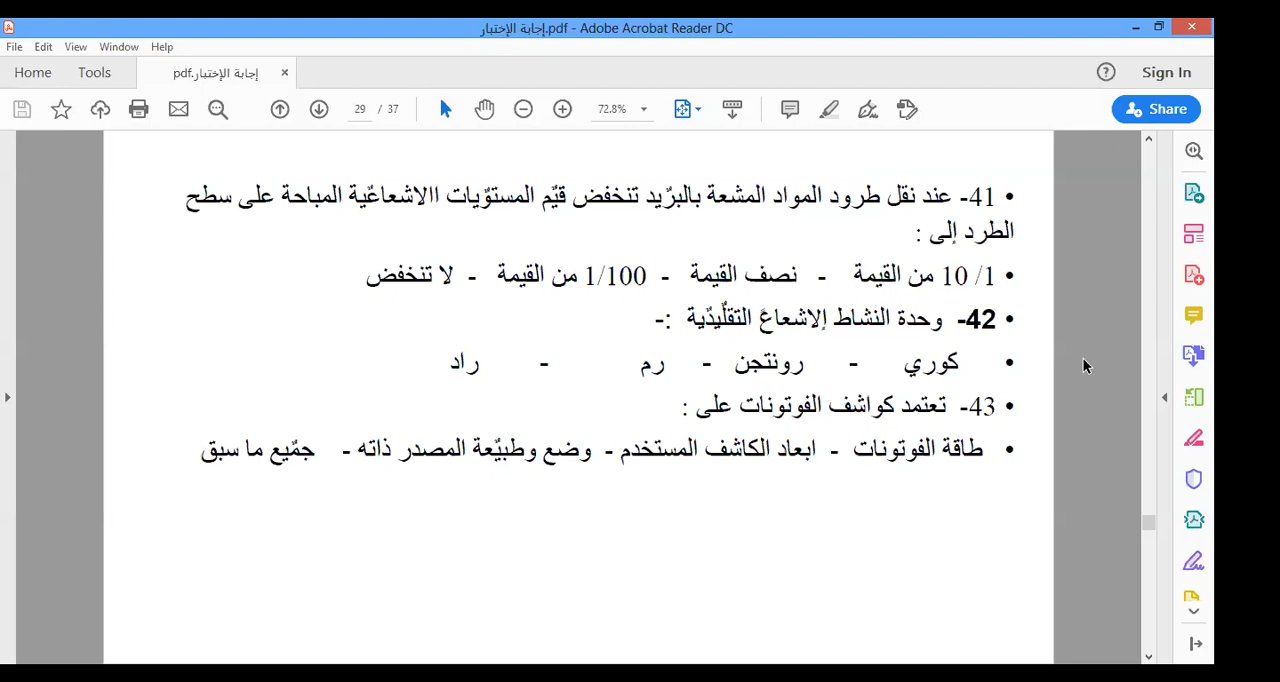 إجابة الإختبار.pdf - Adobe Acrobat Reader DC
File Edit View Window Help
Home Tools إجابة الإختبار.pdf × Sign In
29 / 37 72.8% Share
• 41- عند نقل طرود المواد المشعة بالبرٌيد تنخفض قيٌم المستوٌيات االاشعاعٌية المباحة على سطح
الطرد إلى :
• 1/ 10 من القيمة - نصف القيمة - 1/100 من القيمة - لا تنخفض
• 42- وحدة النشاط إلاشعاعَ التقلٌيدٌية :-
• كوري - رونتجن - رم - راد
• 43- تعتمد كواشف الفوتونات على :
• طاقة الفوتونات - ابعاد الكاشف المستخدم - وضع وطبيٌعة المصدر ذاته - جمٌيع ما سبق